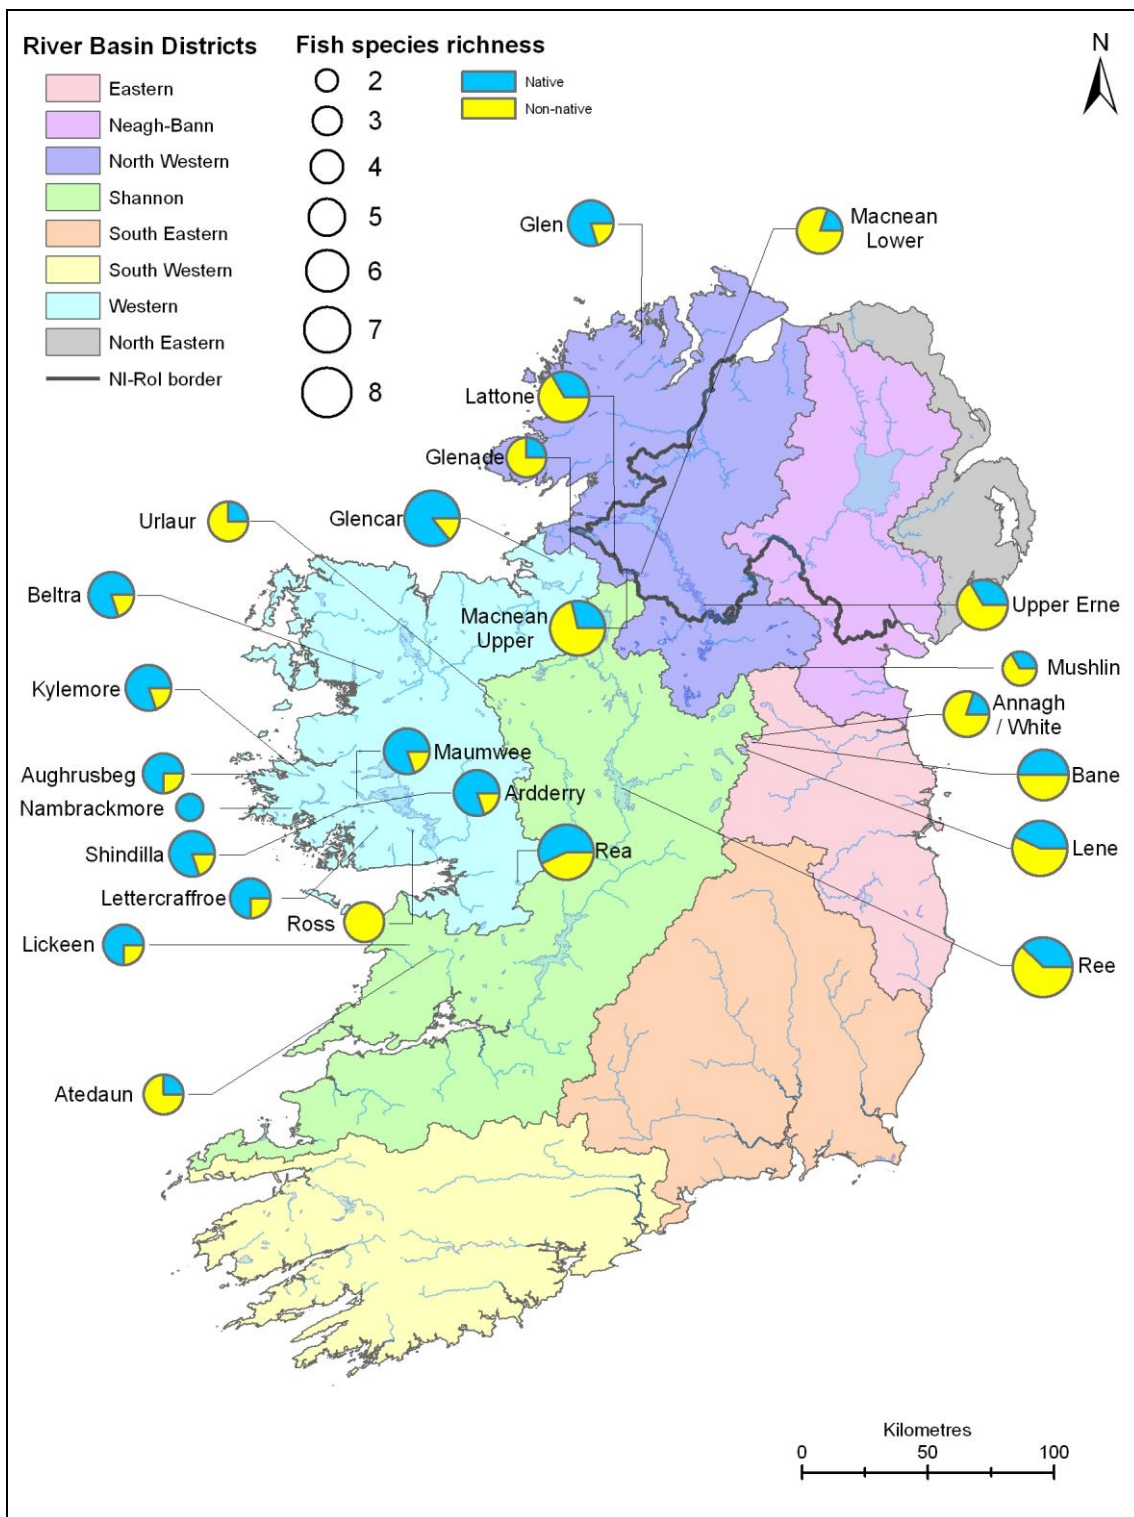 River Basin Districts
Eastern
Neagh-Bann
North Western
Shannon
South Eastern
South Western
Western
North Eastern
NI-RoI border
Fish species richness
2
3
4
5
6
7
8
Native
Non-native
N
Glen
Macnean
Lower
Lattone
Glenade
Urlaur
Glencar
Beltra
Macnean
Upper
Upper Erne
Mushlin
Kylemore
Annagh
/ White
Maumwee
Aughrusbeg
Bane
Ardderry
Nambrackmore
Shindilla
Rea
Lene
Lettercraffroe
Ross
Lickeen
Ree
Atedaun
Kilometres
0 50 100